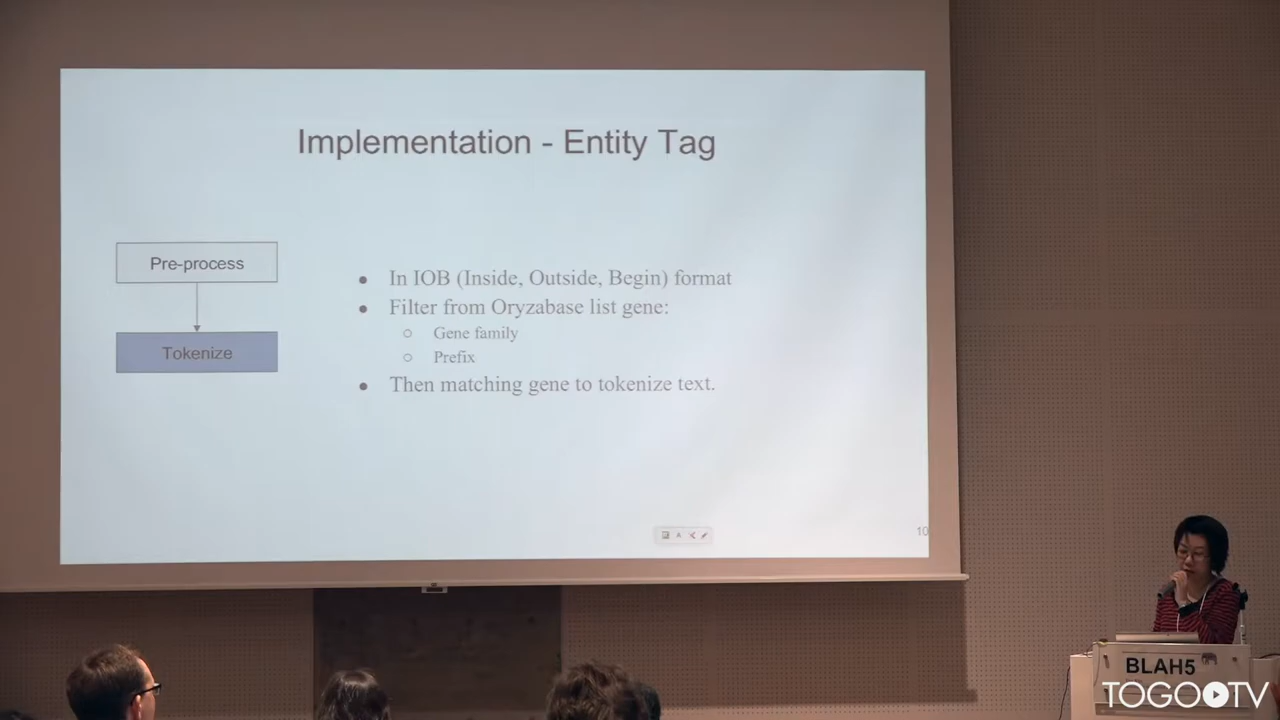 Implementation - Entity Tag
Pre-process
Tokenize
● In IOB (Inside, Outside, Begin) format
● Filter from Oryzabase list gene:
○ Gene family
○ Prefix
● Then matching gene to tokenize text.
10
BLAH5
TOGOTV